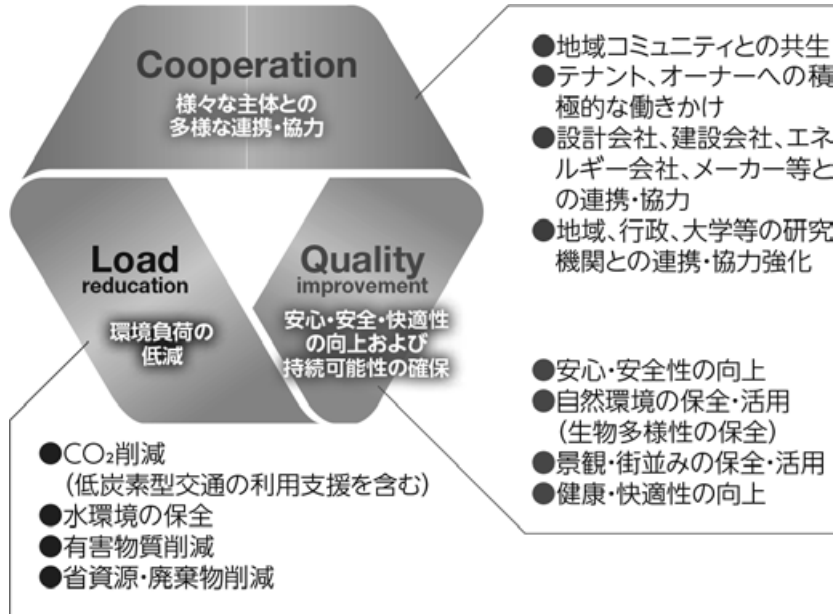 Cooperation
様々な主体との
多様な連携・協力
●地域コミュニティとの共生
●テナント、オーナーへの積
極的な働きかけ
●設計会社、建設会社、エネ
ルギー会社、メーカー等と
の連携・協力
●地域、行政、大学等の研究
機関との連携・協力強化
Load
reducation
環境負荷の
低減
Quality
improvement
安心・安全・快適性
の向上および
持続可能性の確保
●CO₂削減
(低炭素型交通の利用支援を含む)
●水環境の保全
●有害物質削減
●省資源・廃棄物削減
●安心・安全性の向上
●自然環境の保全・活用
(生物多様性の保全)
●景観・街並みの保全・活用
●健康・快適性の向上